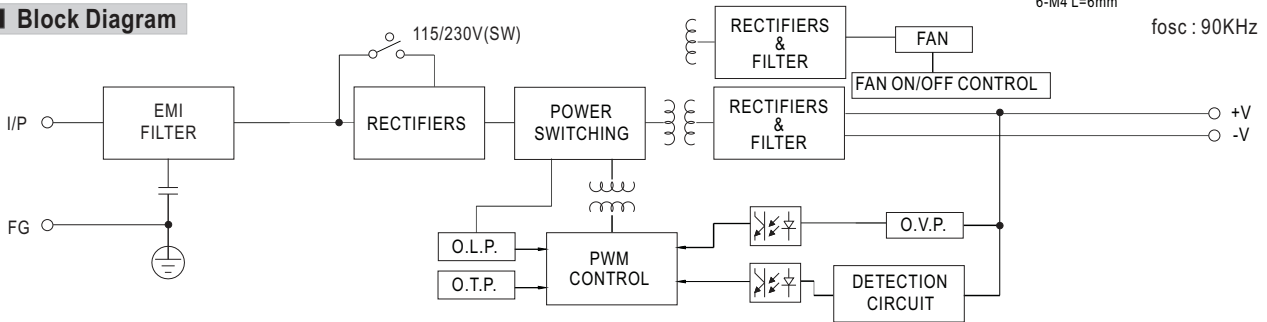 6-M4 L=6mm
Block Diagram
fosc : 90KHz
115/230V(SW)
RECTIFIERS
&
FILTER
FAN
FAN ON/OFF CONTROL
I/P
EMI
FILTER
RECTIFIERS
POWER
SWITCHING
RECTIFIERS
&
FILTER
+V
-V
FG
O.L.P.
O.T.P.
PWM
CONTROL
O.V.P.
DETECTION
CIRCUIT